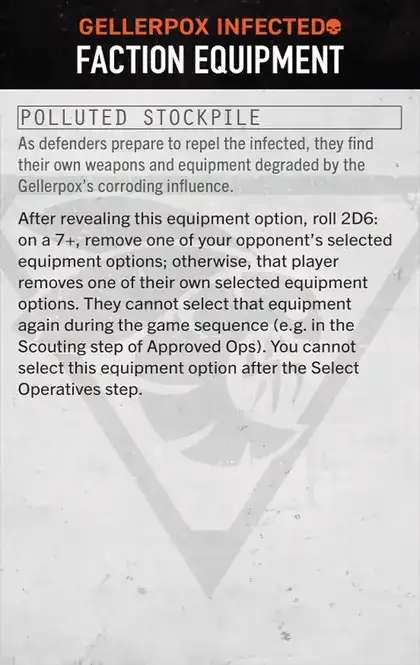 GELLERPOX INFECTED
FACTION EQUIPMENT
POLLUTED STOCKPILE
As defenders prepare to repel the infected, they find
their own weapons and equipment degraded by the
Gellerpox’s corroding influence.
After revealing this equipment option, roll 2D6:
on a 7+, remove one of your opponent’s selected
equipment options; otherwise, that player
removes one of their own selected equipment
options. They cannot select that equipment
again during the game sequence (e.g. in the
Scouting step of Approved Ops). You cannot
select this equipment option after the Select
Operatives step.